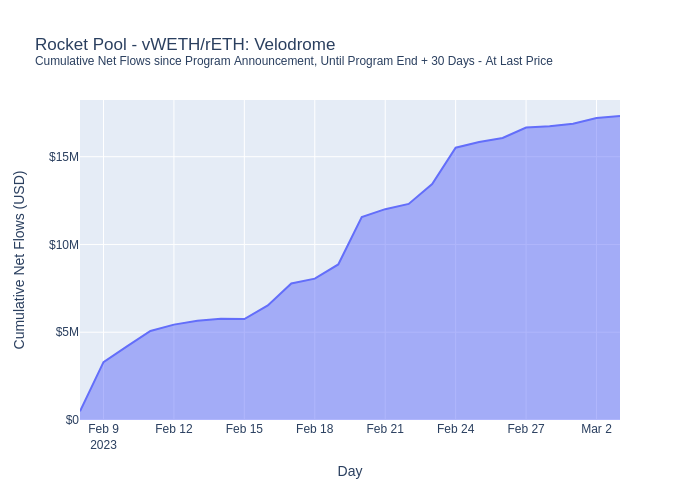 Rocket Pool - vWETH/rETH: Velodrome
Cumulative Net Flows since Program Announcement, Until Program End + 30 Days - At Last Price
Cumulative Net Flows (USD)
$15M
$10M
$5M
$0
Feb 9
2023
Feb 12
Feb 15
Feb 18
Feb 21
Feb 24
Feb 27
Mar 2
Day